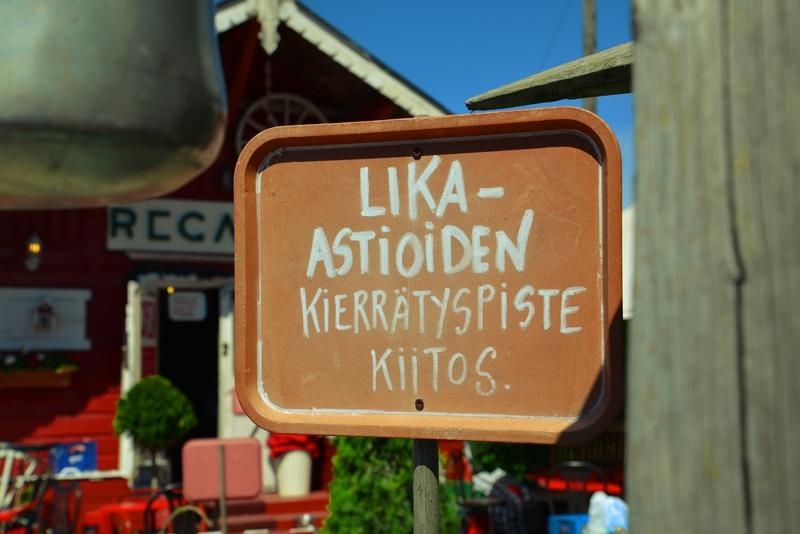 LIKA-
ASTIOIDEN
KIERRÄTYSPISTE
KIITOS.